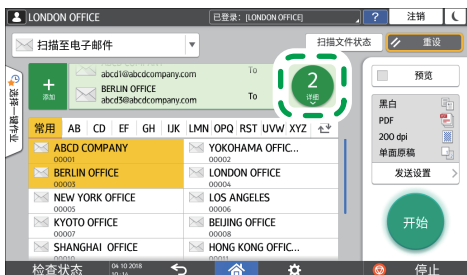 LONDON OFFICE
已登录: [LONDON OFFICE]
?
注销
扫描至电子邮件
扫描文件状态
重设
选择一键作业
添加
abcd1@abcdcompany.com
To
BERLIN OFFICE
abcd3@abcdcompany.com
To
2
详细
预览
黑白
PDF
200 dpi
单面原稿
发送设置
开始
常用 AB CD EF GH IJK LMN OPQ RST UVW XYZ
ABCD COMPANY
00001
YOKOHAMA OFFIC...
00002
BERLIN OFFICE
00003
LONDON OFFICE
00004
NEW YORK OFFICE
00005
LOS ANGELES
00006
KYOTO OFFICE
00007
BEIJING OFFICE
00008
SHANGHAI OFFICE
HONG KONG OFFIC...
检查状态
04 10 2018
停止